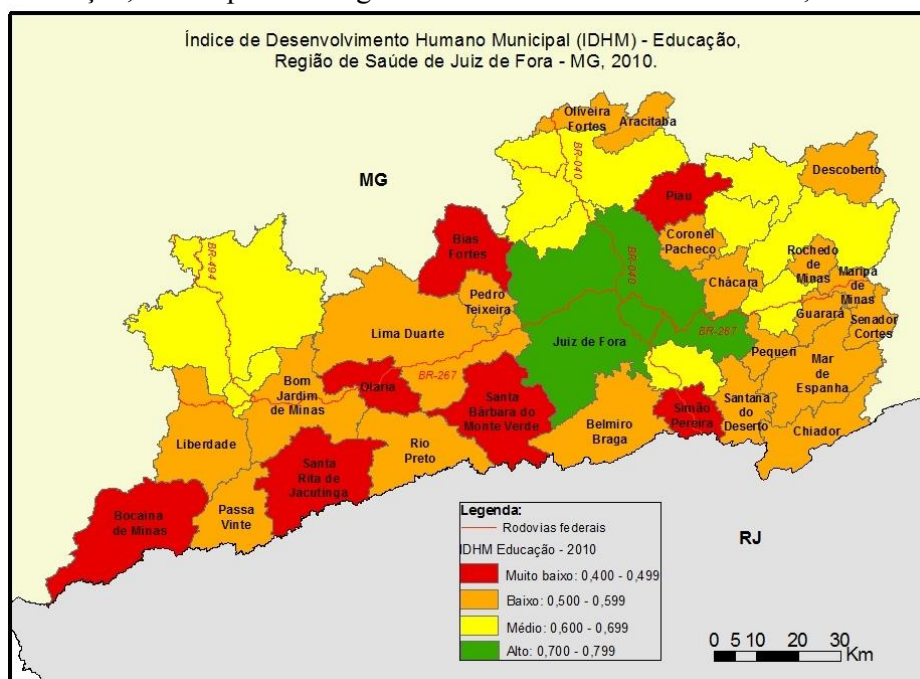 Índice de Desenvolvimento Humano Municipal (IDHM) - Educação,
Região de Saúde de Juiz de Fora - MG, 2010.
Oliveira
Fortes
Aracitaba
BR-040
Descoberto
MG
Piau
Coronel
Pacheco
Bias
Fortes
BR-494
BR-040
Rochedo
de
Minas
Maripá
de
Minas
Chácara
Pedro
Teixeira
Guarará
Senador
Cortes
Lima Duarte
BR-267
Juiz de Fora
Pequeri
Mar
de
Espanha
Bom
Jardim
de Minas
Olaria
BR-267
Santa
Bárbara do
Monte Verde
Simão
Pereira
Santana
do
Deserto
Belmiro
Braga
Chiador
Liberdade
Rio
Preto
Santa
Rita de
Jacutinga
Passa
Vinte
Bocaina
de Minas
RJ
Legenda:
Rodovias federais
IDHM Educação - 2010
Muito baixo: 0,400 - 0,499
Baixo: 0,500 - 0,599
Médio: 0,600 - 0,699
Alto: 0,700 - 0,799
0 5 10 20 30
Km